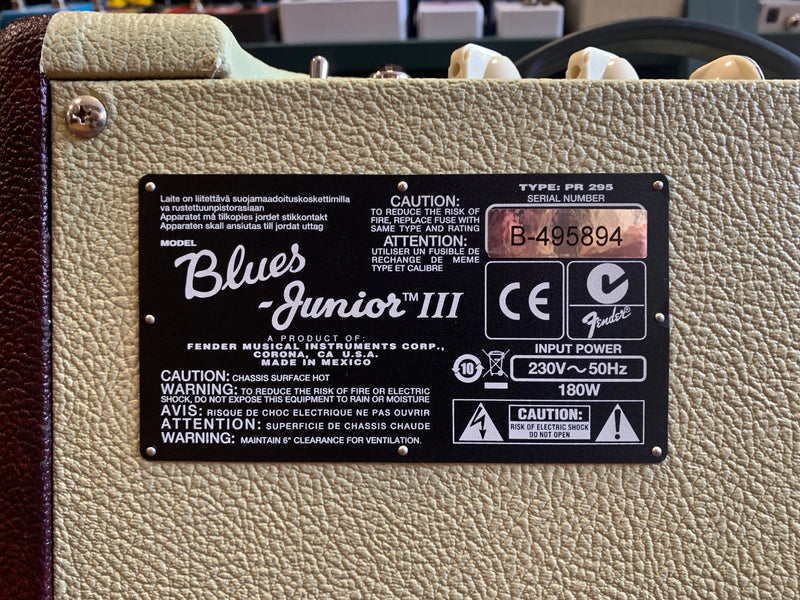 Laite on liitettävä suojamaadoituskoskettimilla
va rustettuunpistorasiaan
Apparatet må tilkopies jordet stikkontakt
Apparaten skall ansiutas till jordat uttag
MODEL
Blues
-Junior™ III
A PRODUCT OF:
FENDER MUSICAL INSTRUMENTS CORP.,
CORONA, CA U.S.A.
MADE IN MEXICO
CAUTION: CHASSIS SURFACE HOT
WARNING: TO REDUCE THE RISK OF FIRE OR ELECTRIC
SHOCK, DO NOT EXPOSE THIS EQUIPMENT TO RAIN OR MOISTURE
AVIS: RISQUE DE CHOC ELECTRIQUE NE PAS OUVRIR
ATTENTION: SUPERFICIE DE CHASSIS CHAUDE
WARNING: MAINTAIN 6" CLEARANCE FOR VENTILATION.
CAUTION:
TO REDUCE THE RISK OF
FIRE, REPLACE FUSE WITH
SAME TYPE AND RATING
ATTENTION:
UTILISER UN FUSIBLE DE
RECHANGE DE MEME
TYPE ET CALIBRE
TYPE: PR 295
SERIAL NUMBER
B-495894
CE
Fender®
INPUT POWER
10
230V~50Hz
180W
CAUTION:
RISK OF ELECTRIC SHOCK
DO NOT OPEN
!